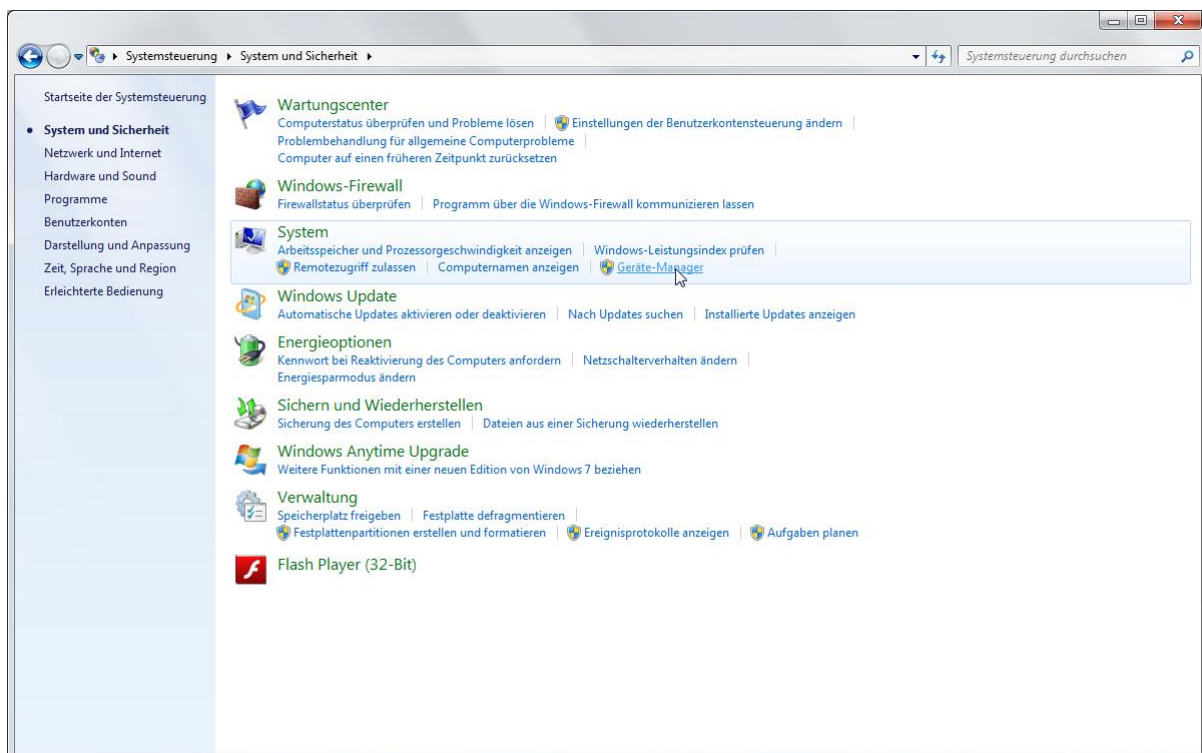 Systemsteuerung System und Sicherheit
Systemsteuerung durchsuchen
Startseite der Systemsteuerung
System und Sicherheit
Netzwerk und Internet
Hardware und Sound
Programme
Benutzerkonten
Darstellung und Anpassung
Zeit, Sprache und Region
Erleichterte Bedienung
Wartungscenter
Computerstatus überprüfen und Probleme lösen Einstellungen der Benutzerkontensteuerung ändern
Problembehandlung für allgemeine Computerprobleme
Computer auf einen früheren Zeitpunkt zurücksetzen
Windows-Firewall
Firewallstatus überprüfen Programm über die Windows-Firewall kommunizieren lassen
System
Arbeitsspeicher und Prozessorgeschwindigkeit anzeigen Windows-Leistungsindex prüfen
Remotezugriff zulassen Computernamen anzeigen Geräte-Manager
Windows Update
Automatische Updates aktivieren oder deaktivieren Nach Updates suchen Installierte Updates anzeigen
Energieoptionen
Kennwort bei Reaktivierung des Computers anfordern Netzschalterverhalten ändern
Energiesparmodus ändern
Sichern und Wiederherstellen
Sicherung des Computers erstellen Dateien aus einer Sicherung wiederherstellen
Windows Anytime Upgrade
Weitere Funktionen mit einer neuen Edition von Windows 7 beziehen
Verwaltung
Speicherplatz freigeben Festplatte defragmentieren
Festplattenpartitionen erstellen und formatieren Ereignisprotokolle anzeigen Aufgaben planen
Flash Player (32-Bit)